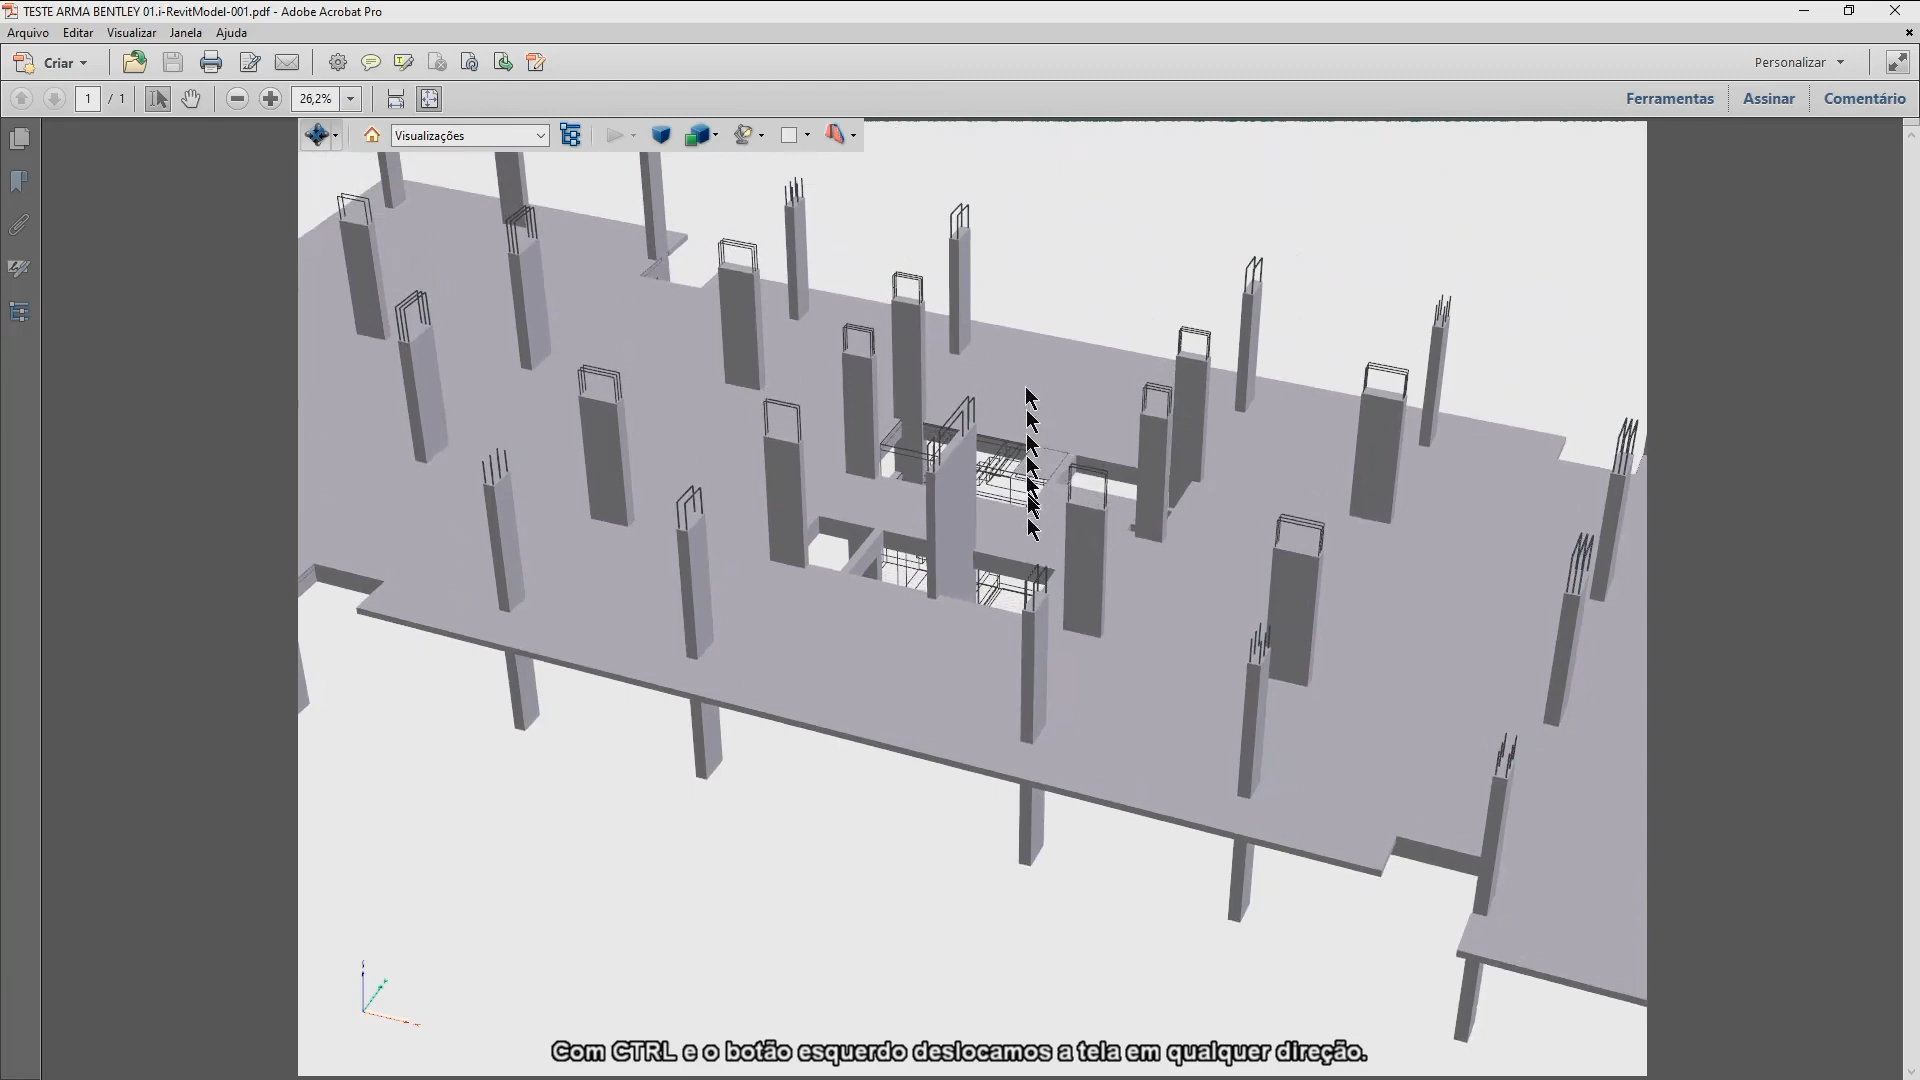 TESTE ARMA BENTLEY 01.i-RevitModel-001.pdf - Adobe Acrobat Pro
Arquivo Editar Visualizar Janela Ajuda
Criar Personalizar
1 / 1 26,2% Ferramentas Assinar Comentário
Visualizações
Com CTRL e o botão esquerdo deslocamos a tela em qualquer direção.